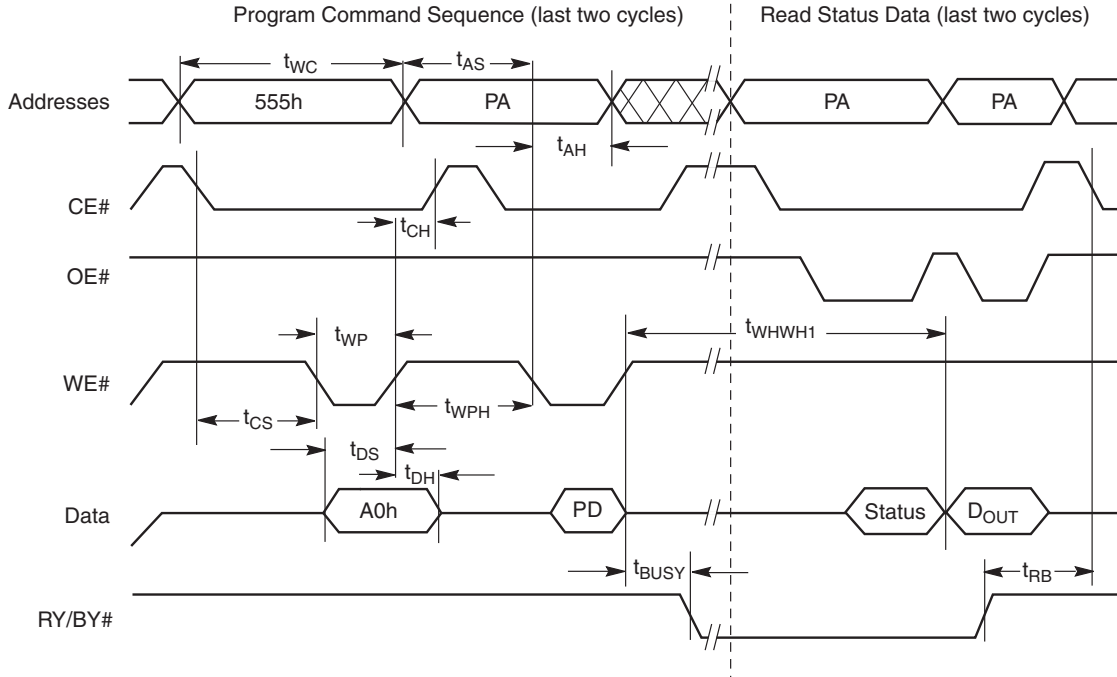 Program Command Sequence (last two cycles)
Read Status Data (last two cycles)
tWC
tAS
Addresses
555h
PA
PA
PA
tAH
CE#
tCH
OE#
tWP
tWHWH1
WE#
tCS
tWPH
tDS
tDH
Data
A0h
PD
Status
DOUT
tBUSY
tRB
RY/BY#